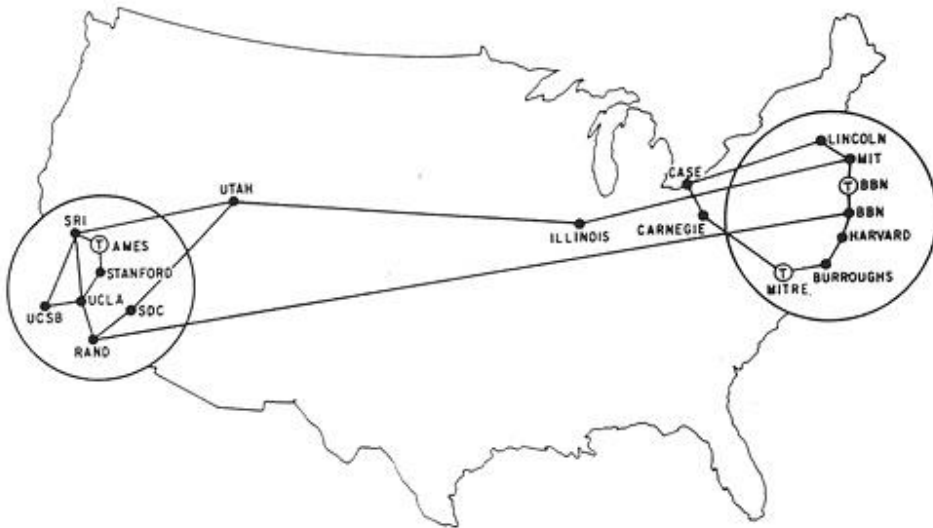 LINCOLN
MIT
CASE
T BBN
UTAH
BBN
SRI
ILLINOIS
CARNEGIE
HARVARD
T AMES
STANFORD
BURROUGHS
T
MITRE
UCLA
SDC
UCSB
RAND